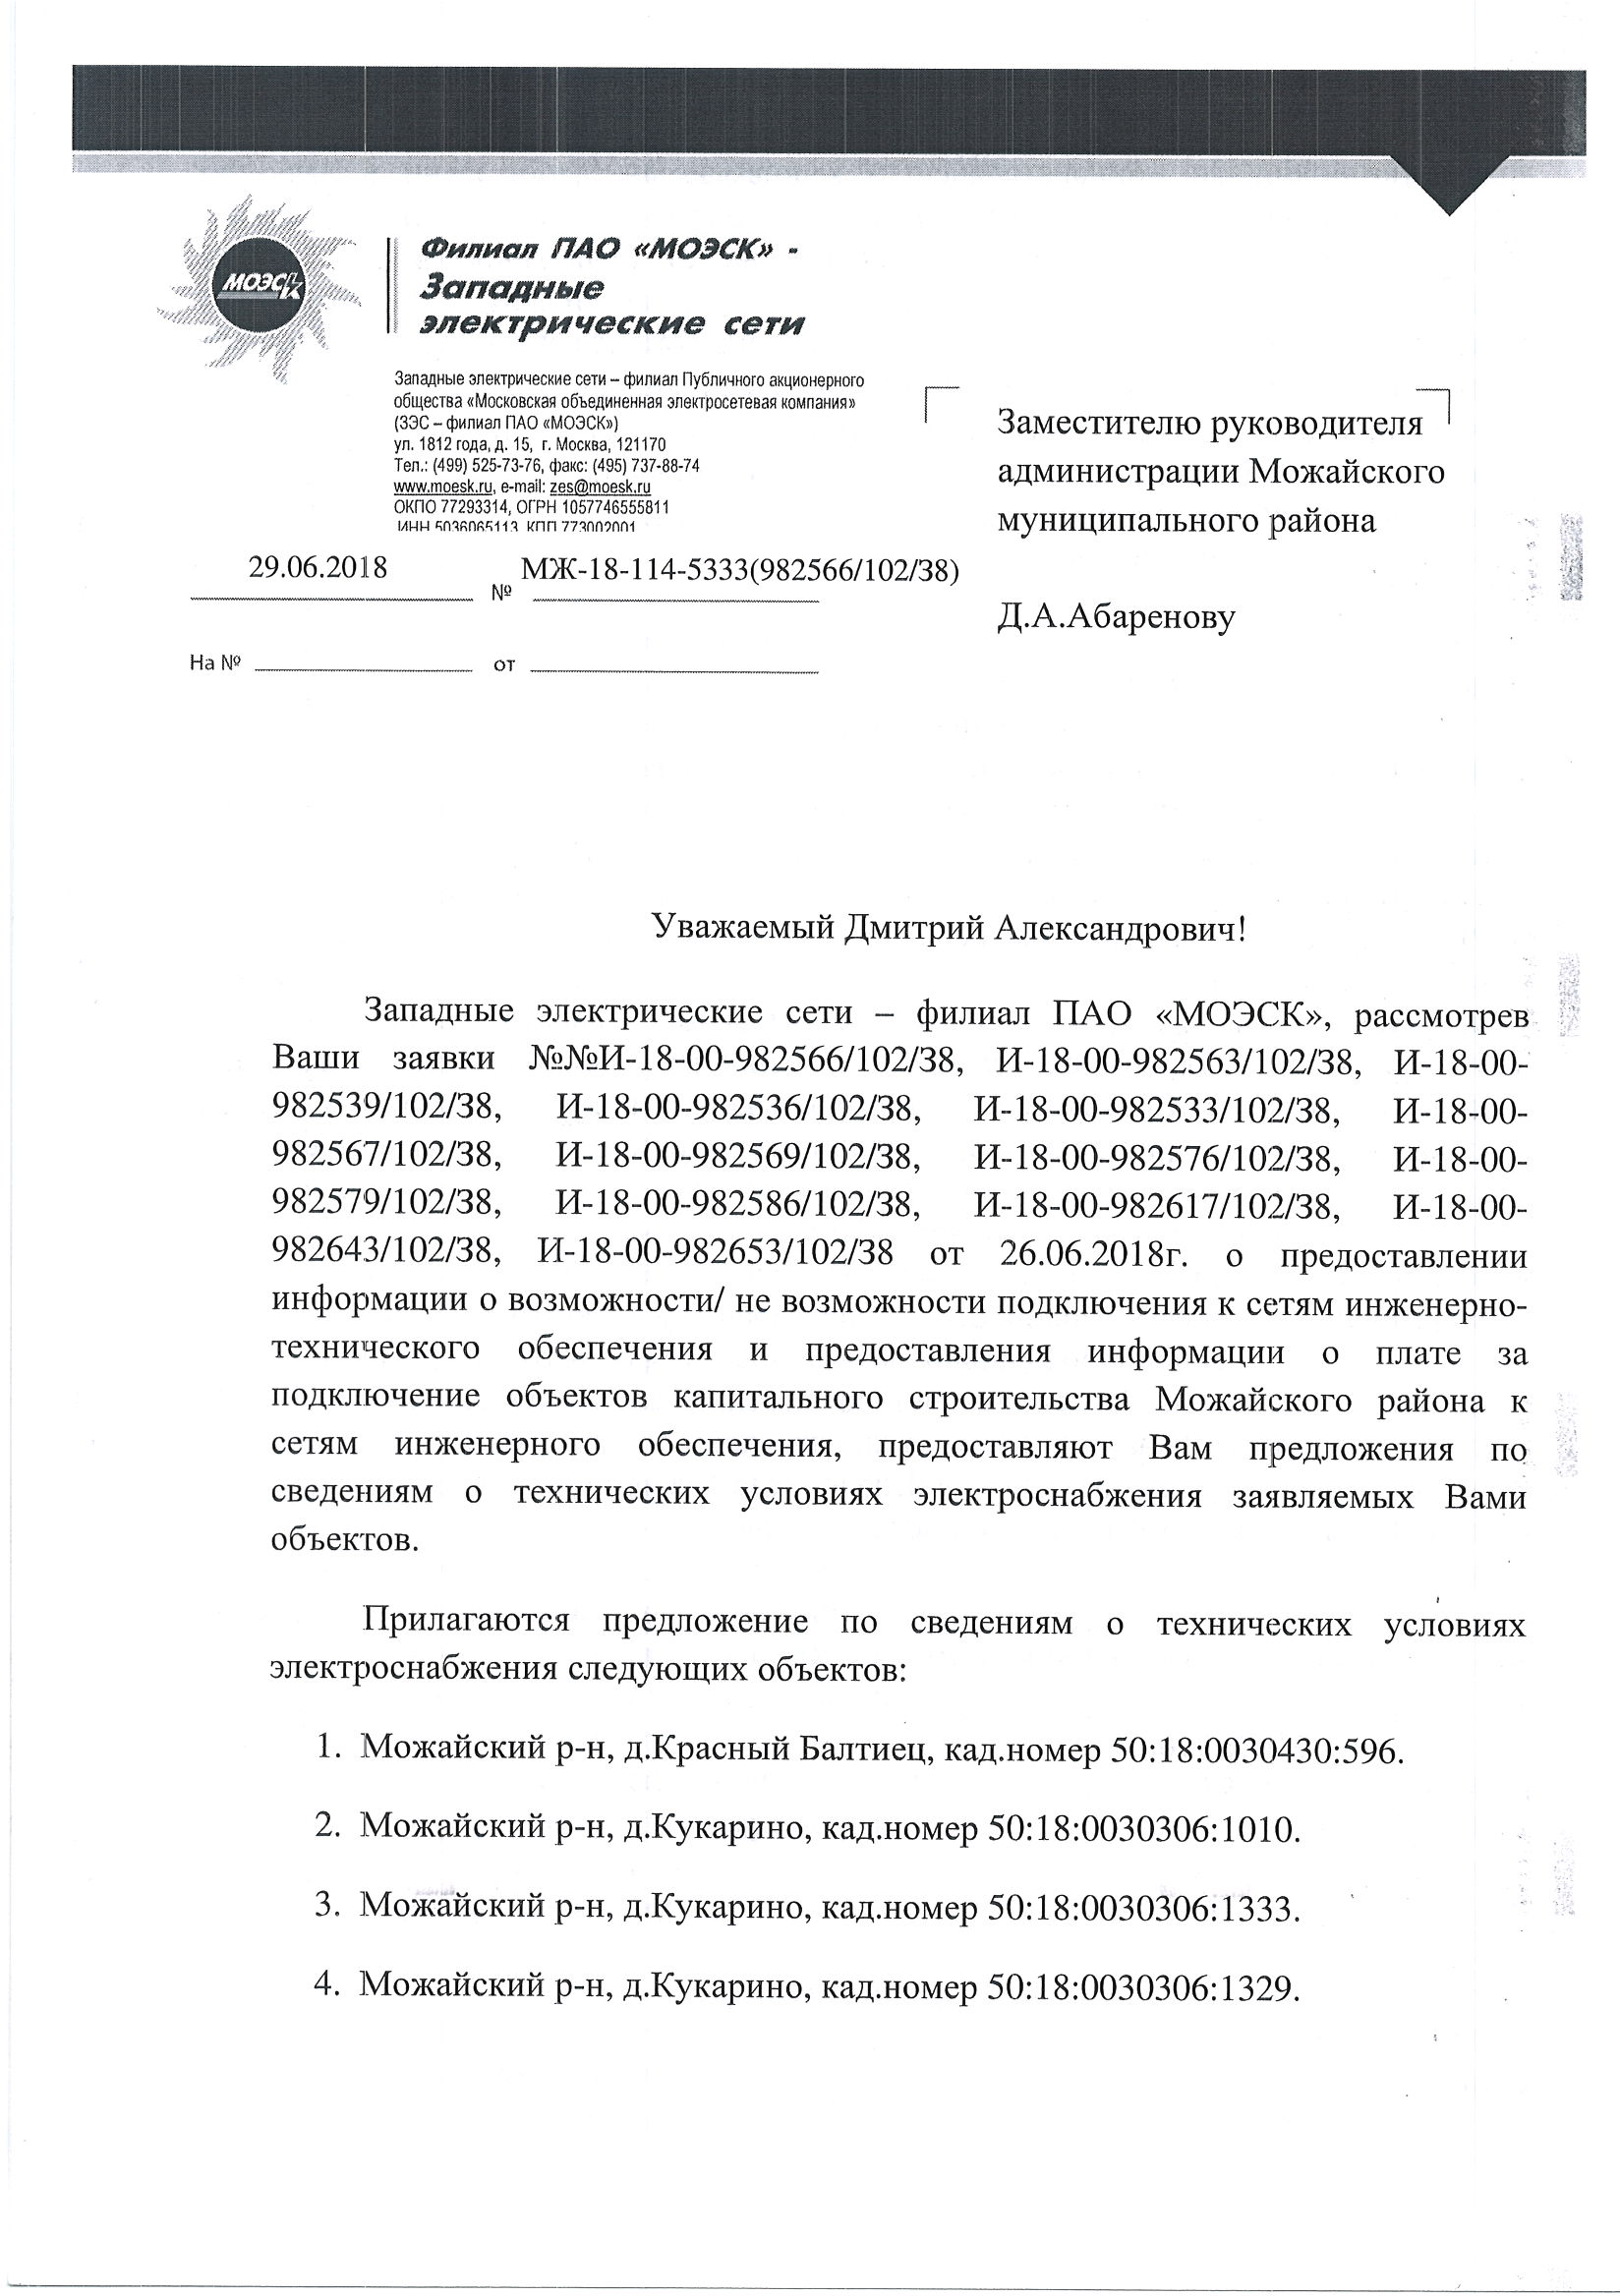 МОЭСК
Филиал ПАО «МОЭСК» -
Западные
электрические сети
Западные электрические сети – филиал Публичного акционерного
общества «Московская объединенная электросетевая компания»
(ЗЭС – филиал ПАО «МОЭСК»)
ул. 1812 года, д. 15, г. Москва, 121170
Тел.: (499) 525-73-76, факс: (495) 737-88-74
www.moesk.ru, e-mail: zes@moesk.ru
ОКПО 77293314, ОГРН 1057746555811
ИНН 5036065113, КПП 773002001
Заместителю руководителя
администрации Можайского
муниципального района
Д.А.Абаренову
29.06.2018 № МЖ-18-114-5333(982566/102/38)
На № от
Уважаемый Дмитрий Александрович!
Западные электрические сети – филиал ПАО «МОЭСК», рассмотрев
Ваши заявки №№И-18-00-982566/102/38, И-18-00-982563/102/38, И-18-00-
982539/102/38, И-18-00-982536/102/38, И-18-00-982533/102/38, И-18-00-
982567/102/38, И-18-00-982569/102/38, И-18-00-982576/102/38, И-18-00-
982579/102/38, И-18-00-982586/102/38, И-18-00-982617/102/38, И-18-00-
982643/102/38, И-18-00-982653/102/38 от 26.06.2018г. о предоставлении
информации о возможности/ не возможности подключения к сетям инженерно-
технического обеспечения и предоставления информации о плате за
подключение объектов капитального строительства Можайского района к
сетям инженерного обеспечения, предоставляют Вам предложения по
сведениям о технических условиях электроснабжения заявляемых Вами
объектов.
Прилагаются предложение по сведениям о технических условиях
электроснабжения следующих объектов:
1. Можайский р-н, д.Красный Балтиец, кад.номер 50:18:0030430:596.
2. Можайский р-н, д.Кукарино, кад.номер 50:18:0030306:1010.
3. Можайский р-н, д.Кукарино, кад.номер 50:18:0030306:1333.
4. Можайский р-н, д.Кукарино, кад.номер 50:18:0030306:1329.